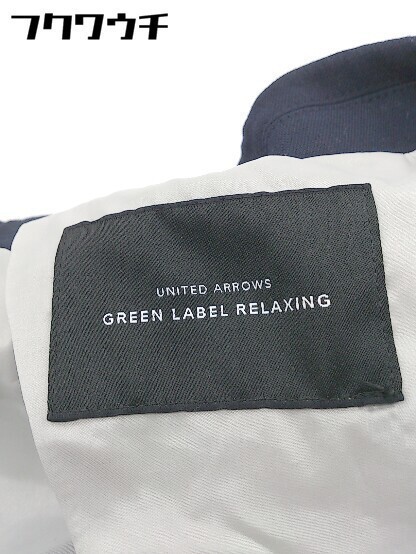 フクワウチ
UNITED ARROWS
GREEN LABEL RELAXING